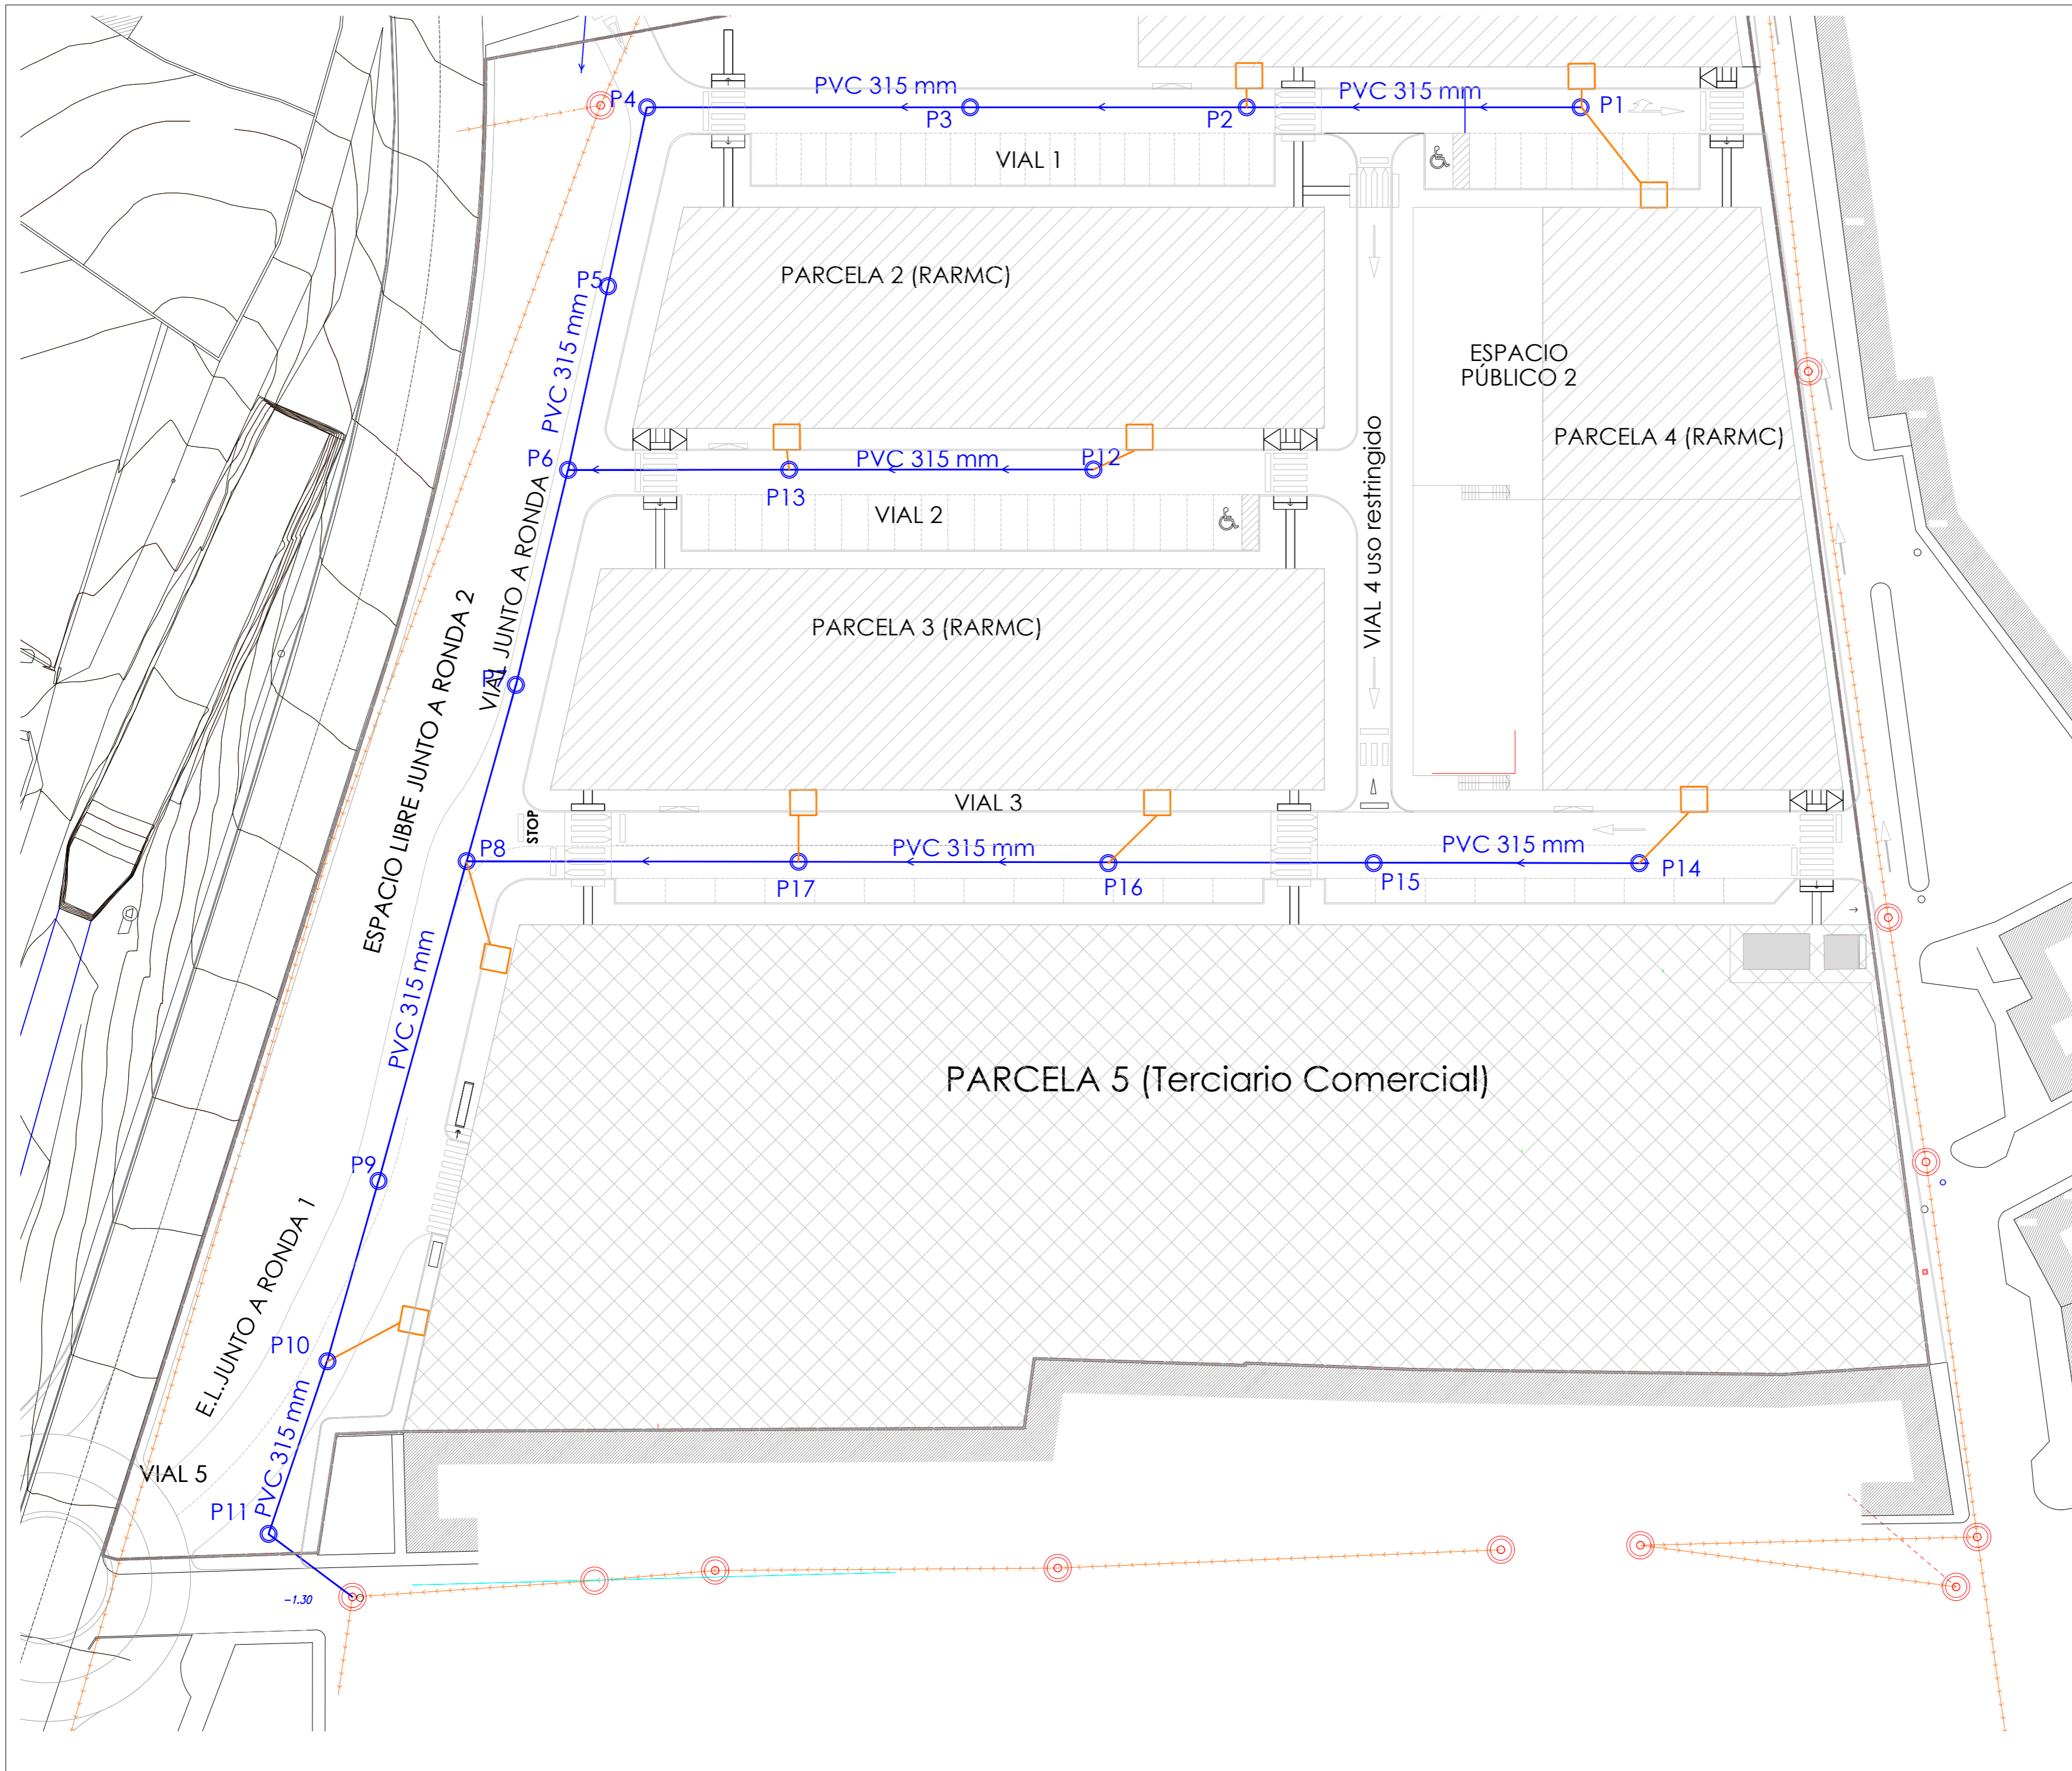 PVC 315 mm
PVC 315 mm
P4
P3
P2
P1
VIAL 1
PARCELA 2 (RARMC)
P5
PVC 315 mm
ESPACIO
PÚBLICO 2
PARCELA 4 (RARMC)
P6
PVC 315 mm
P12
P13
VIAL 2
VIAL 4 uso restringido
VIAL JUNTO A RONDA
ESPACIO LIBRE JUNTO A RONDA 2
PARCELA 3 (RARMC)
P7
VIAL 3
STOP
P8
PVC 315 mm
PVC 315 mm
P17
P16
P15
P14
PVC 315 mm
PARCELA 5 (Terciario Comercial)
P9
E.L.JUNTO A RONDA 1
P10
PVC 315 mm
VIAL 5
P11
-1.30